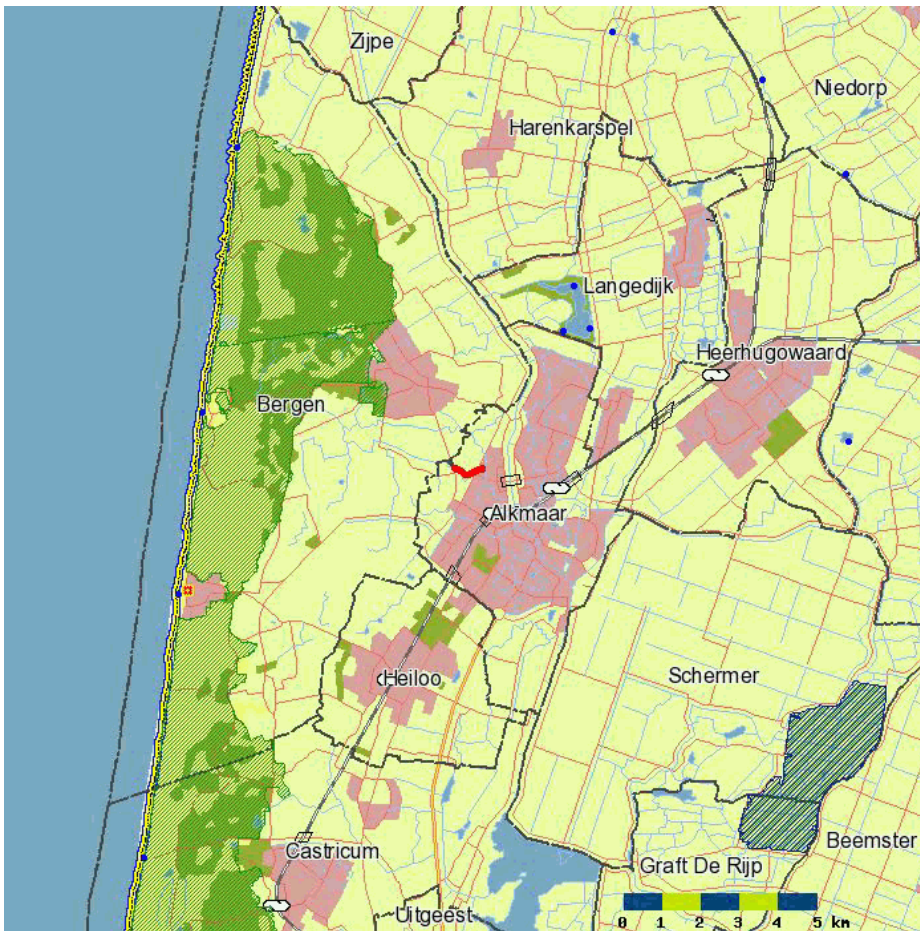 Zijpe
Niedorp
Harenkarspel
Langedijk
Heerhugowaard
Bergen
Alkmaar
Heiloo
Schermer
Castricum
Graft De Rijp
Beemster
Uitgeest
0 1 2 3 4 5 km